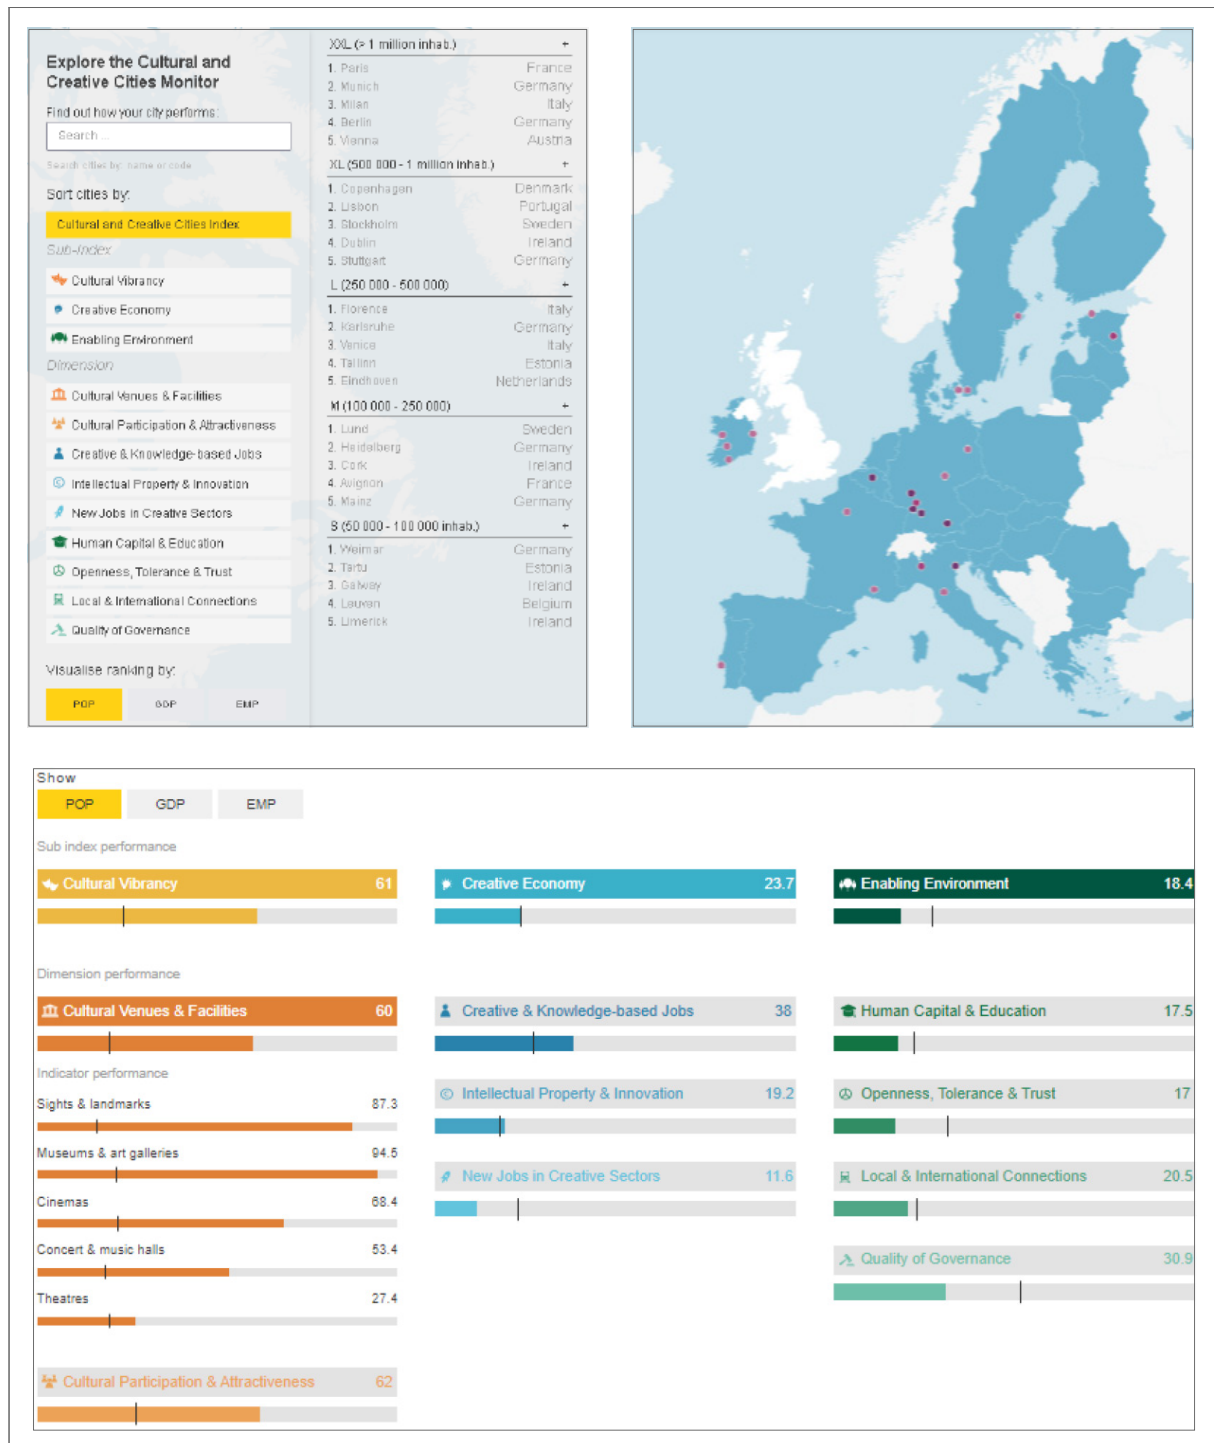 Explore the Cultural and
Creative Cities Monitor
Find out how your city performs:
Search ...
Search cities by: name or code
Sort cities by:
Cultural and Creative Cities Index
Sub-Index
Cultural Vibrancy
Creative Economy
Enabling Environment
Dimension
Cultural Venues & Facilities
Cultural Participation & Attractiveness
Creative & Knowledge-based Jobs
Intellectual Property & Innovation
New Jobs in Creative Sectors
Human Capital & Education
Openness, Tolerance & Trust
Local & International Connections
Quality of Governance
Visualise ranking by:
POP GDP EMP
XXL (> 1 million inhab.) +
1. Paris France
2. Munich Germany
3. Milan Italy
4. Berlin Germany
5. Vienna Austria
XL (500 000 - 1 million inhab.) +
1. Copenhagen Denmark
2. Lisbon Portugal
3. Stockholm Sweden
4. Dublin Ireland
5. Stuttgart Germany
L (250 000 - 500 000) +
1. Florence Italy
2. Karlsruhe Germany
3. Venice Italy
4. Tallinn Estonia
5. Eindhoven Netherlands
M (100 000 - 250 000) +
1. Lund Sweden
2. Heidelberg Germany
3. Cork Ireland
4. Avignon France
5. Mainz Germany
S (50 000 - 100 000 inhab.) +
1. Weimar Germany
2. Tartu Estonia
3. Galway Ireland
4. Leuven Belgium
5. Limerick Ireland
Show
POP GDP EMP
Sub index performance
Cultural Vibrancy 61
Creative Economy 23.7
Enabling Environment 18.4
Dimension performance
Cultural Venues & Facilities 60
Creative & Knowledge-based Jobs 38
Human Capital & Education 17.5
Indicator performance
Sights & landmarks 87.3
Intellectual Property & Innovation 19.2
Openness, Tolerance & Trust 17
Museums & art galleries 94.5
New Jobs in Creative Sectors 11.6
Local & International Connections 20.5
Cinemas 68.4
Concert & music halls 53.4
Quality of Governance 30.9
Theatres 27.4
Cultural Participation & Attractiveness 62